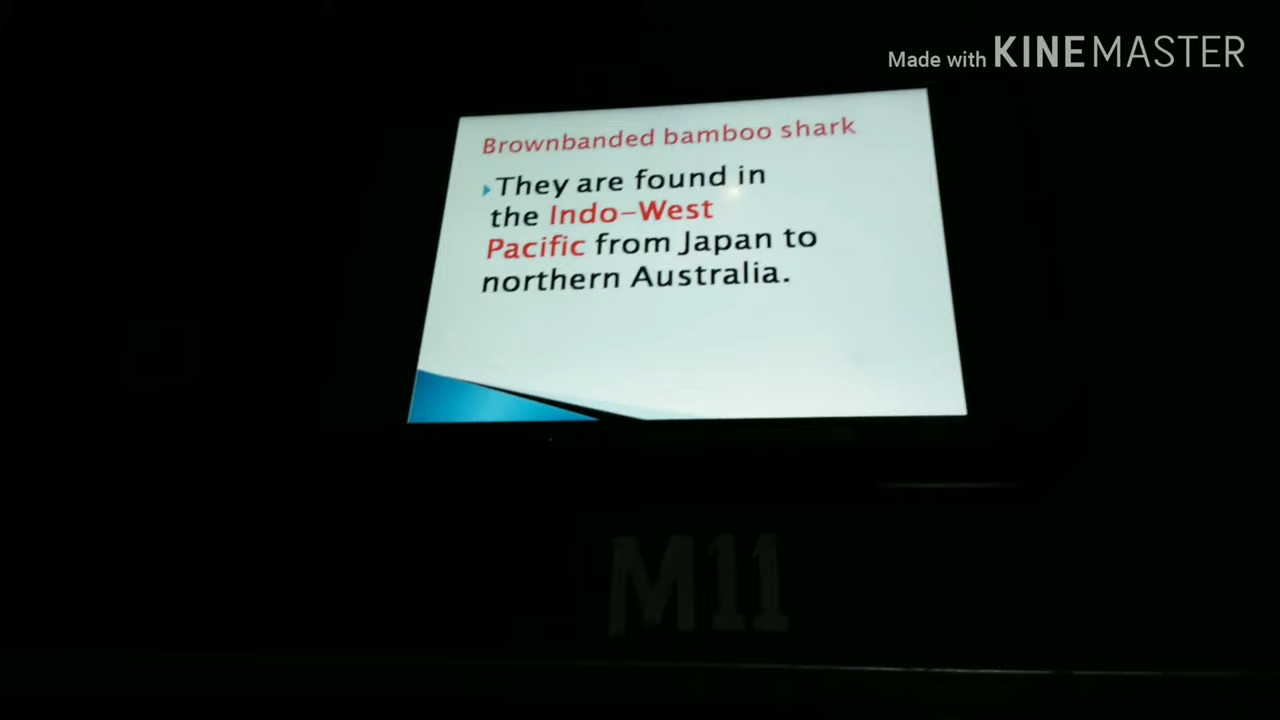 Made with KINEMASTER
Brownbanded bamboo shark
They are found in
the Indo-West
Pacific from Japan to
northern Australia.
M11